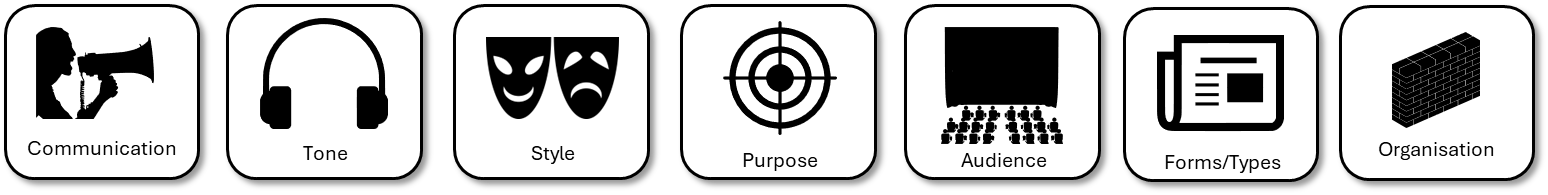 Communication
Tone
Style
Purpose
Audience
Forms/Types
Organisation